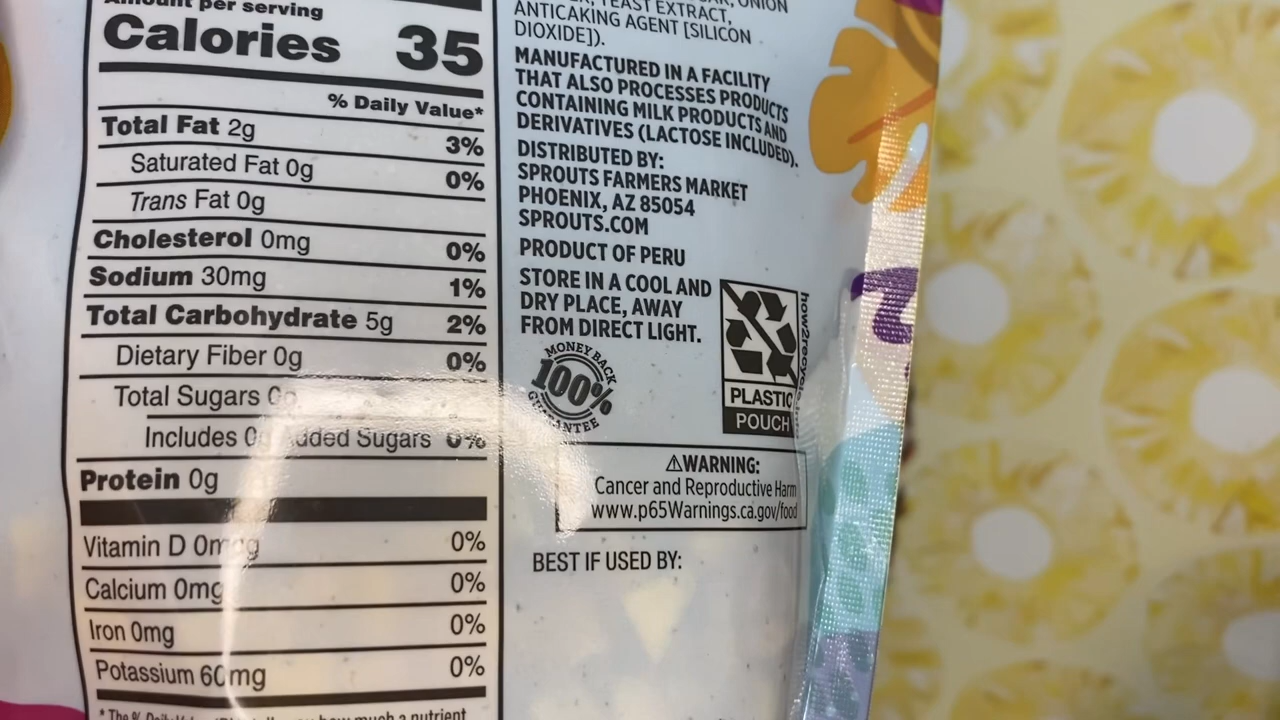 Amount per serving
Calories 35
% Daily Value*
Total Fat 2g 3%
Saturated Fat 0g 0%
Trans Fat 0g
Cholesterol 0mg 0%
Sodium 30mg 1%
Total Carbohydrate 5g 2%
Dietary Fiber 0g 0%
Total Sugars 0g
Includes 0g Added Sugars 0%
Protein 0g
Vitamin D 0mcg 0%
Calcium 0mg 0%
Iron 0mg 0%
Potassium 60mg 0%
how much a nutrient
ONION
YEAST EXTRACT,
ANTICAKING AGENT [SILICON
DIOXIDE]).
MANUFACTURED IN A FACILITY
THAT ALSO PROCESSES PRODUCTS
CONTAINING MILK PRODUCTS AND
DERIVATIVES (LACTOSE INCLUDED).
DISTRIBUTED BY:
SPROUTS FARMERS MARKET
PHOENIX, AZ 85054
SPROUTS.COM
PRODUCT OF PERU
STORE IN A COOL AND
DRY PLACE, AWAY
FROM DIRECT LIGHT.
MONEY BACK
100%
GUARANTEE
PLASTIC
POUCH
⚠WARNING:
Cancer and Reproductive Harm
www.p65Warnings.ca.gov/food
BEST IF USED BY: